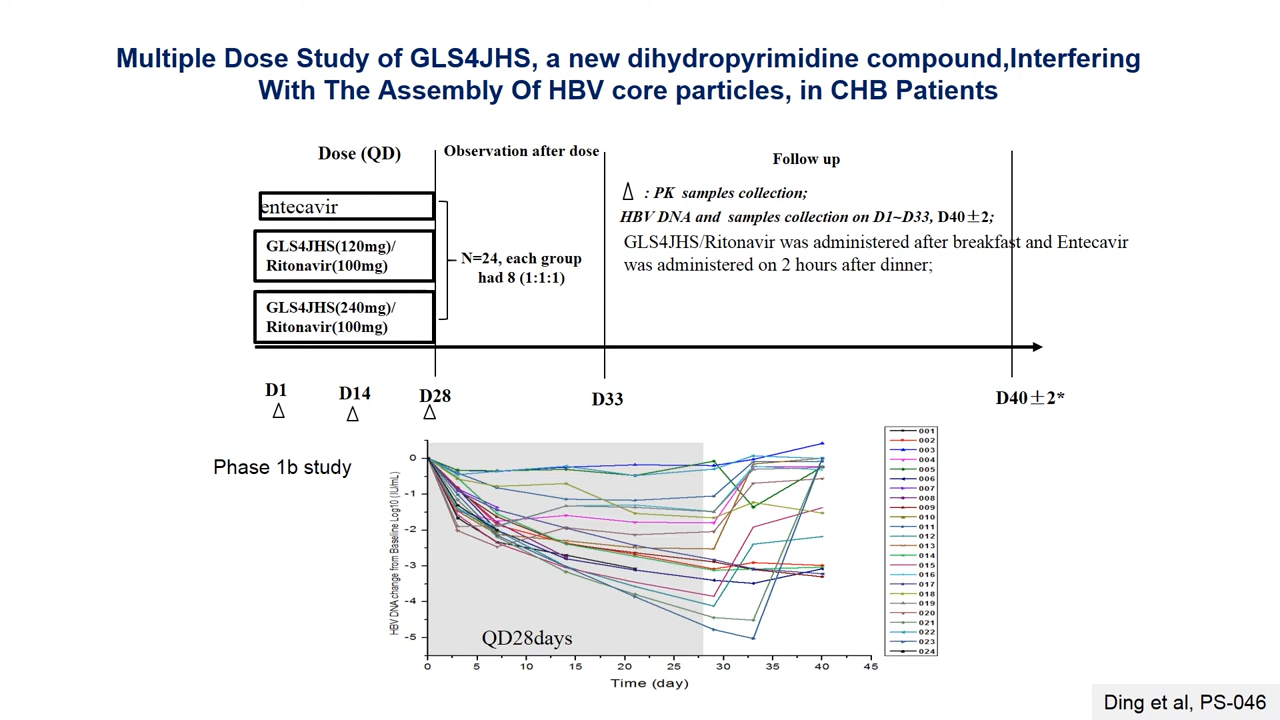 Multiple Dose Study of GLS4JHS, a new dihydropyrimidine compound,Interfering
With The Assembly Of HBV core particles, in CHB Patients
Dose (QD)
Observation after dose
Follow up
entecavir
GLS4JHS(120mg)/
Ritonavir(100mg)
GLS4JHS(240mg)/
Ritonavir(100mg)
N=24, each group
had 8 (1:1:1)
Δ : PK samples collection;
HBV DNA and samples collection on D1~D33, D40±2;
GLS4JHS/Ritonavir was administered after breakfast and Entecavir
was administered on 2 hours after dinner;
D1
D14
D28
D33
D40±2*
Δ
Δ
Δ
Phase 1b study
HBV DNA change from Baseline Log10 (IU/mL)
0
-1
-2
-3
-4
-5
QD28days
0 5 10 15 20 25 30 35 40 45
Time (day)
001
002
003
004
005
006
007
008
009
010
011
012
013
014
015
016
017
018
019
020
021
022
023
024
Ding et al, PS-046